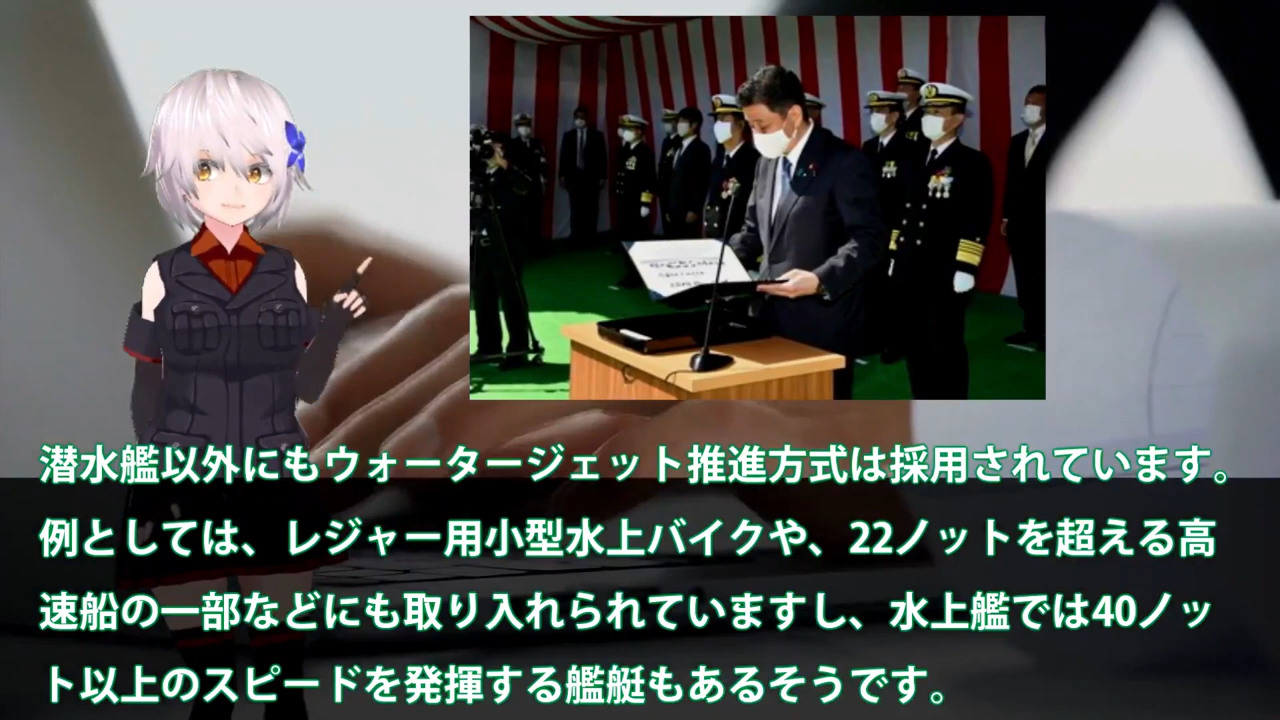 潜水艦以外にもウォータージェット推進方式は採用されています。
例としては、レジャー用小型水上バイクや、22ノットを超える高
速船の一部などにも取り入れられていますし、水上艦では40ノッ
ト以上のスピードを発揮する艦艇もあるそうです。